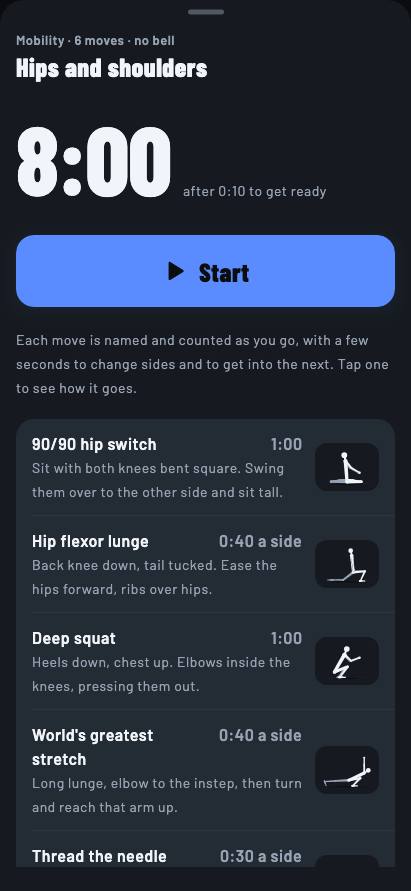 Mobility · 6 moves · no bell
Hips and shoulders
8:00 after 0:10 to get ready
Start
Each move is named and counted as you go, with a few
seconds to change sides and to get into the next. Tap one
to see how it goes.
90/90 hip switch 1:00
Sit with both knees bent square. Swing
them over to the other side and sit tall.
Hip flexor lunge 0:40 a side
Back knee down, tail tucked. Ease the
hips forward, ribs over hips.
Deep squat 1:00
Heels down, chest up. Elbows inside the
knees, pressing them out.
World's greatest 0:40 a side
stretch
Long lunge, elbow to the instep, then turn
and reach that arm up.
Thread the needle 0:30 a side